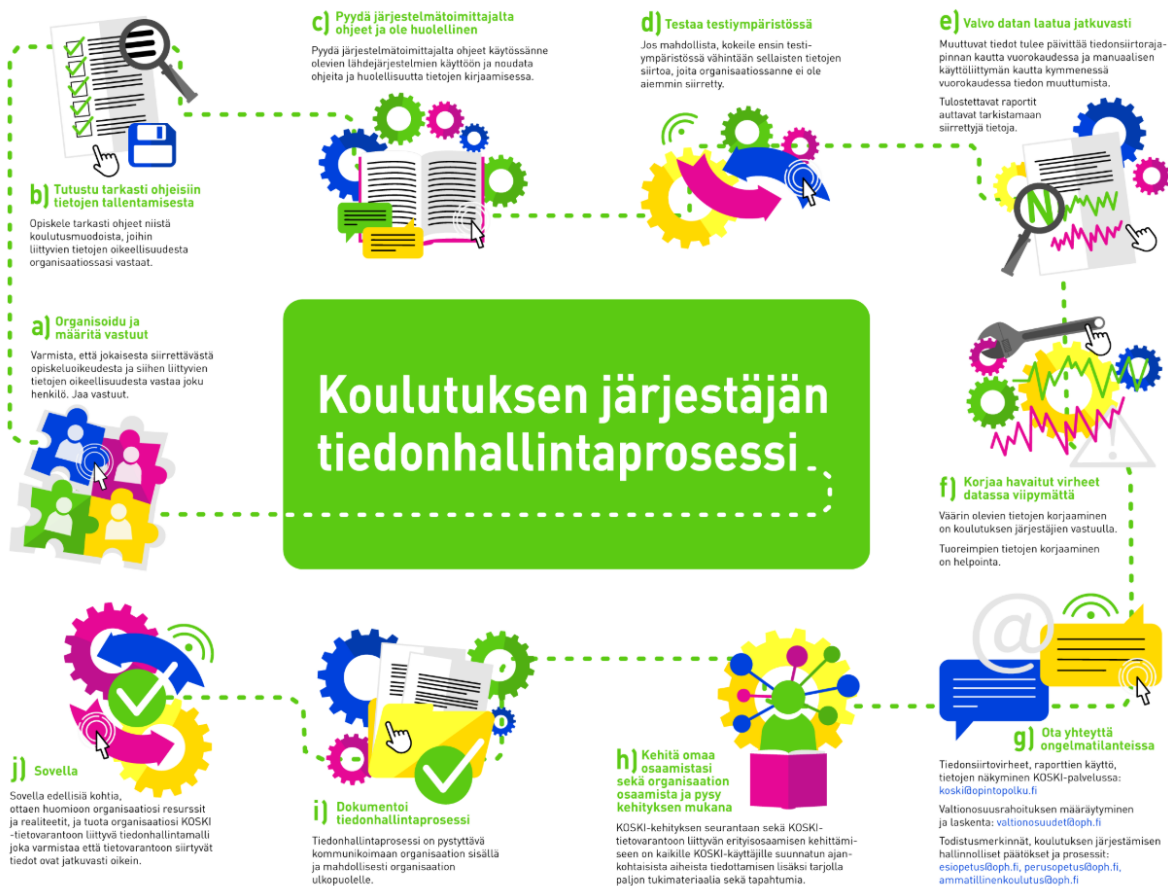 Koulutuksen järjestäjän
tiedonhallintaprosessi
a) Organisoidu ja
määritä vastuut
Varmista, että jokaisesta siirrettävästä
opiskeluoikeudesta ja siihen liittyvien
tietojen oikeellisuudesta vastaa joku
henkilö. Jaa vastuut.
b) Tutustu tarkasti ohjeisiin
tietojen tallentamisesta
Opiskele tarkasti ohjeet niistä
koulutusmuodoista, joihin
liittyvien tietojen oikeellisuudesta
organisaatiossasi vastaat.
c) Pyydä järjestelmätoimittajalta
ohjeet ja ole huolellinen
Pyydä järjestelmätoimittajalta ohjeet käytössänne
olevien lähdejärjestelmien käyttöön ja noudata
ohjeita ja huolellisuutta tietojen kirjaamisessa.
d) Testaa testiympäristössä
Jos mahdollista, kokeile ensin testi-
ympäristössä vähintään sellaisten tietojen
siirtoa, joita organisaatiossanne ei ole
aiemmin siirretty.
e) Valvo datan laatua jatkuvasti
Muuttuvat tiedot tulee päivittää tiedonsiirtoraja-
pinnan kautta vuorokaudessa ja manuaalisen
käyttöliittymän kautta kymmenessä
vuorokaudessa tiedon muuttumista.
Tulostettavat raportit
auttavat tarkistamaan
siirrettyjä tietoja.
N
f) Korjaa havaitut virheet
datassa viipymättä
Väärin olevien tietojen korjaaminen
on koulutuksen järjestäjien vastuulla.
Tuoreimpien tietojen korjaaminen
on helpointa.
@
g) Ota yhteyttä
ongelmatilanteissa
Tiedonsiirtovirheet, raporttien käyttö,
tietojen näkyminen KOSKI-palvelussa:
koski@opintopolku.fi
Valtionosuusrahoituksen määräytyminen
ja laskenta: valtionosuudet@oph.fi
Todistusmerkinnät, koulutuksen järjestämisen
hallinnolliset päätökset ja prosessit:
esiopetus@oph.fi, perusopetus@oph.fi,
ammatillinenkoulutus@oph.fi
h) Kehitä omaa
osaamistasi
sekä organisaation
osaamista ja pysy
kehityksen mukana
KOSKI-kehityksen seurantaan sekä KOSKI-
tietovarantoon liittyvän erityisosaamisen kehittämi-
seen on kaikille KOSKI-käyttäjille suunnatun ajan-
kohtaisista aiheista tiedottamisen lisäksi tarjolla
paljon tukimateriaalia sekä tapahtumia.
i) Dokumentoi
tiedonhallintaprosessi
Tiedonhallintaprosessi on pystyttävä
kommunikoimaan organisaation sisällä
ja mahdollisesti organisaation
ulkopuolelle.
j) Sovella
Sovella edellisiä kohtia,
ottaen huomioon organisaatiosi resurssit
ja realiteetit, ja tuota organisaatiosi KOSKI
-tietovarantoon liittyvä tiedonhallintamalli
joka varmistaa että tietovarantoon siirtyvät
tiedot ovat jatkuvasti oikein.